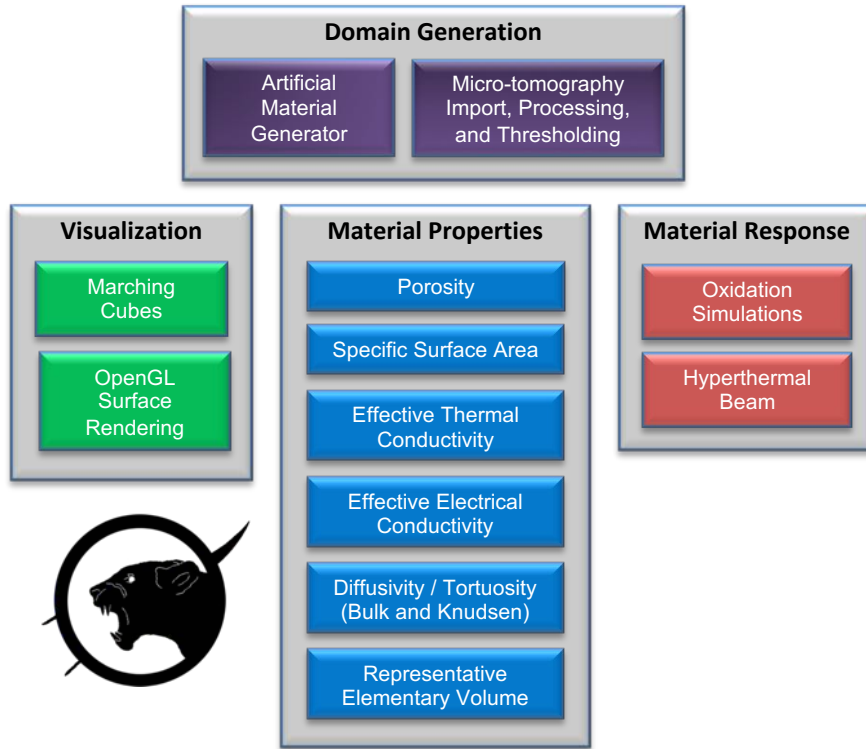 Domain Generation
Artificial
Material
Generator
Micro-tomography
Import, Processing,
and Thresholding
Visualization
Marching
Cubes
OpenGL
Surface
Rendering
Material Properties
Porosity
Specific Surface Area
Effective Thermal
Conductivity
Effective Electrical
Conductivity
Diffusivity / Tortuosity
(Bulk and Knudsen)
Representative
Elementary Volume
Material Response
Oxidation
Simulations
Hyperthermal
Beam